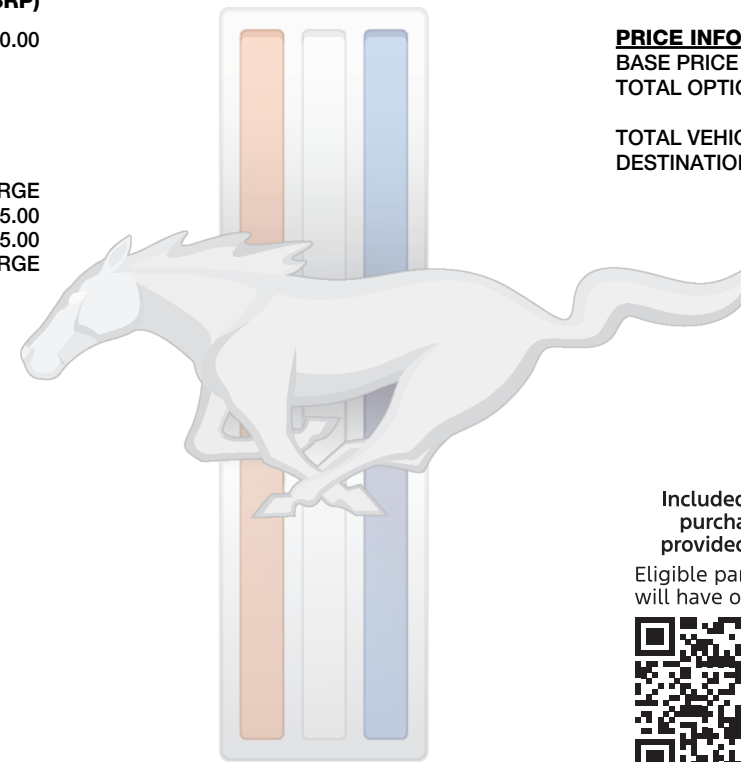 SRP)
0.00
RGE
5.00
5.00
RGE
PRICE INFO
BASE PRICE
TOTAL OPTIO
TOTAL VEHIC
DESTINATION
Included
purcha
provided
Eligible par
will have o